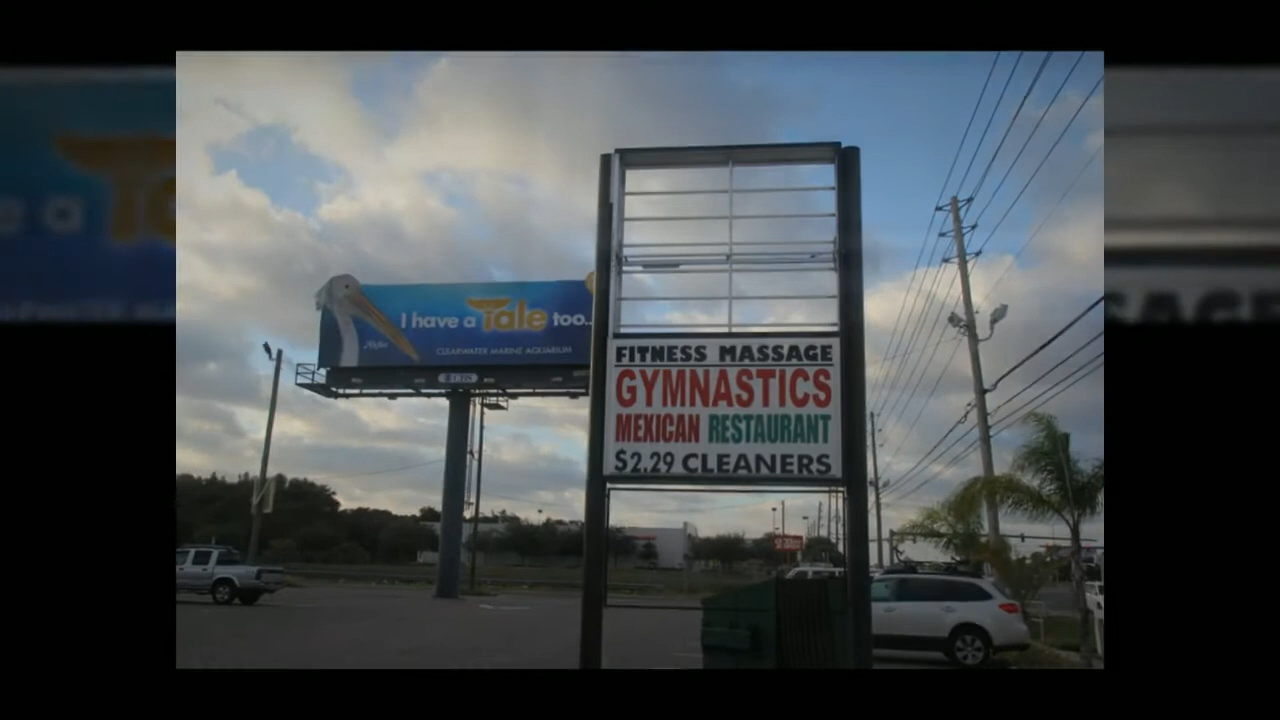 I have a Tale too..
CLEARWATER MARINE AQUARIUM
FITNESS MASSAGE
GYMNASTICS
MEXICAN RESTAURANT
$2.29 CLEANERS